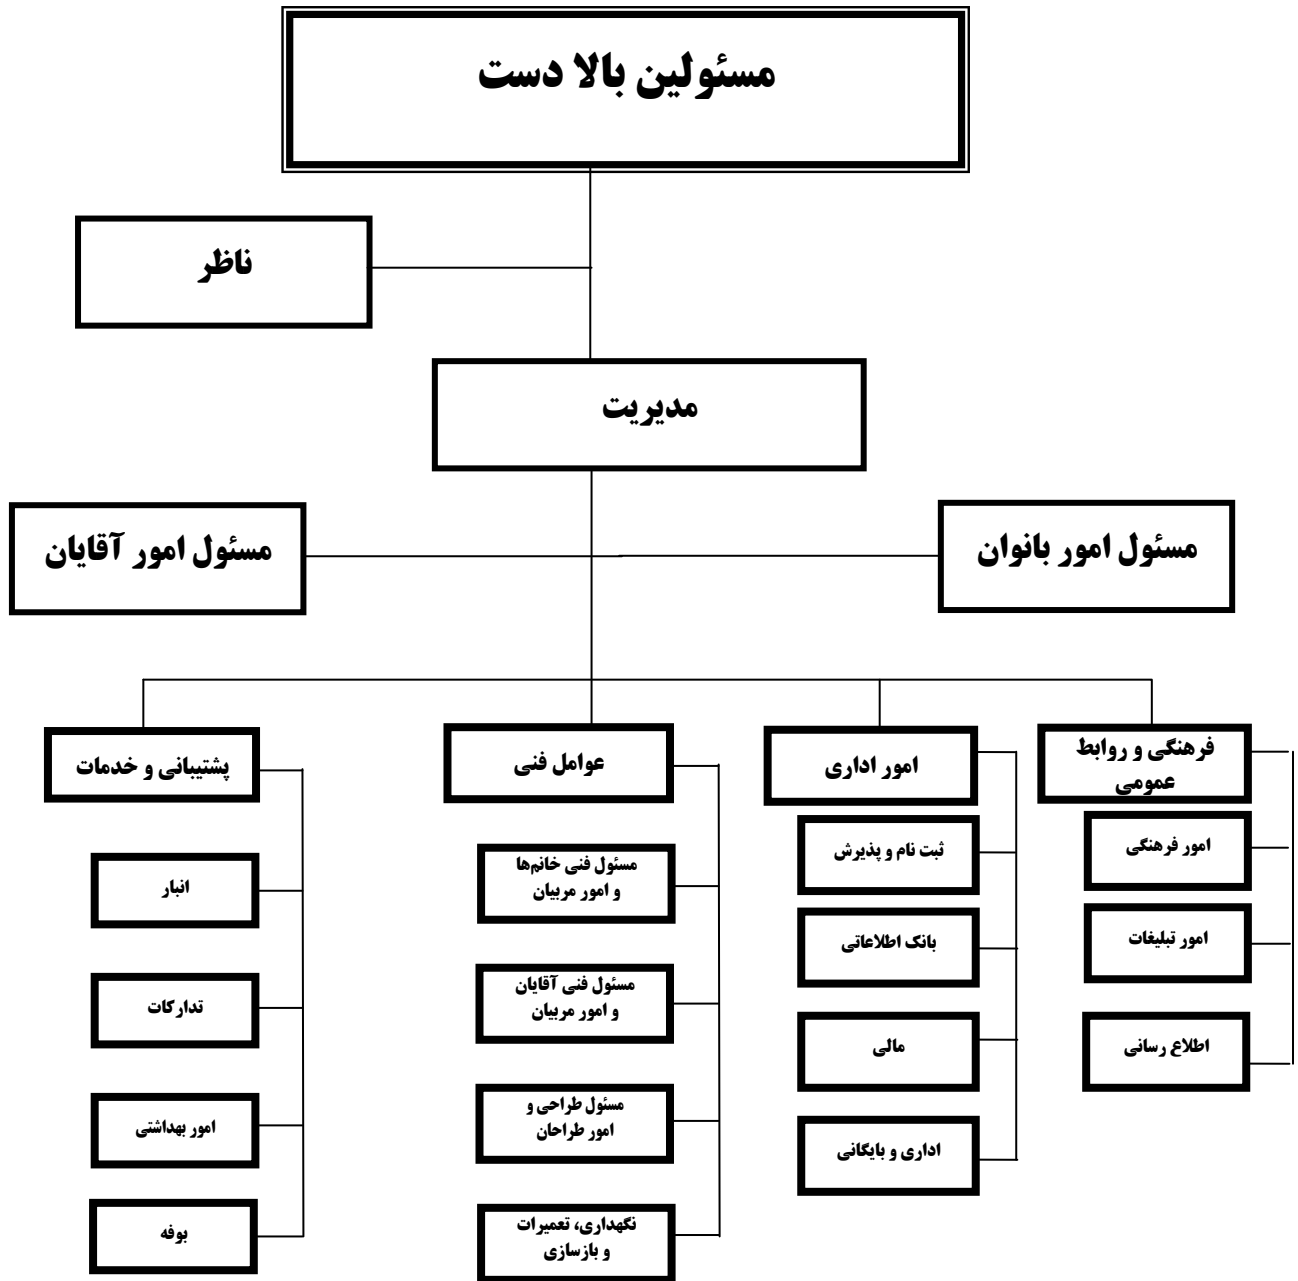 مسئولین بالا دست
ناظر
مدیریت
مسئول امور بانوان
مسئول امور آقایان
فرهنگی و روابط
عمومی
امور فرهنگی
امور تبلیغات
اطلاع رسانی
امور اداری
ثبت نام و پذیرش
بانک اطلاعاتی
مالی
اداری و بایگانی
عوامل فنی
مسئول فنی خانم‌ها
و امور مربیان
مسئول فنی آقایان
و امور مربیان
مسئول طراحی و
امور طراحان
نگهداری، تعمیرات
و بازسازی
پشتیبانی و خدمات
انبار
تدارکات
امور بهداشتی
بوفه